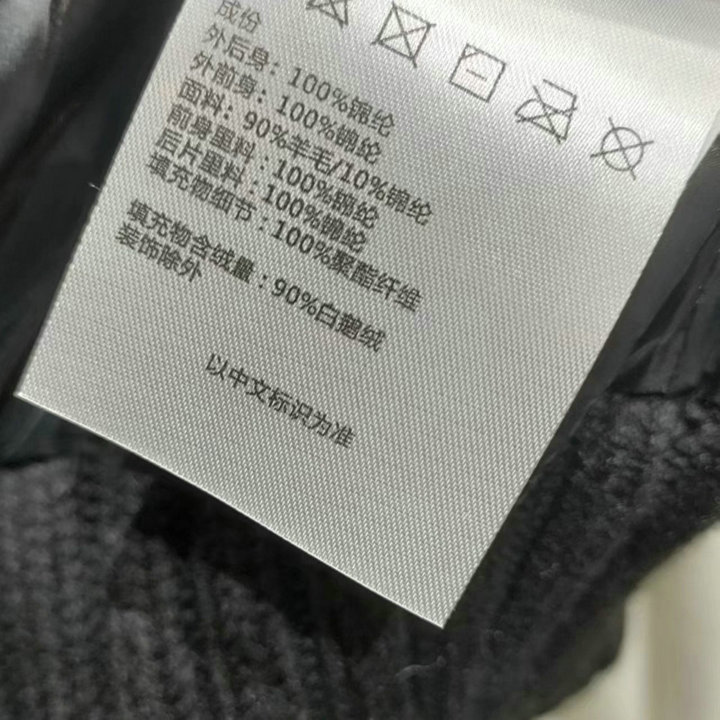 成份
外后身：100%锦纶
外前身：100%锦纶
面料：90%羊毛/10%锦纶
前身里料：100%锦纶
后片里料：100%锦纶
填充物细节：100%聚酯纤维
填充物含绒量：90%白鹅绒
装饰除外
以中文标识为准